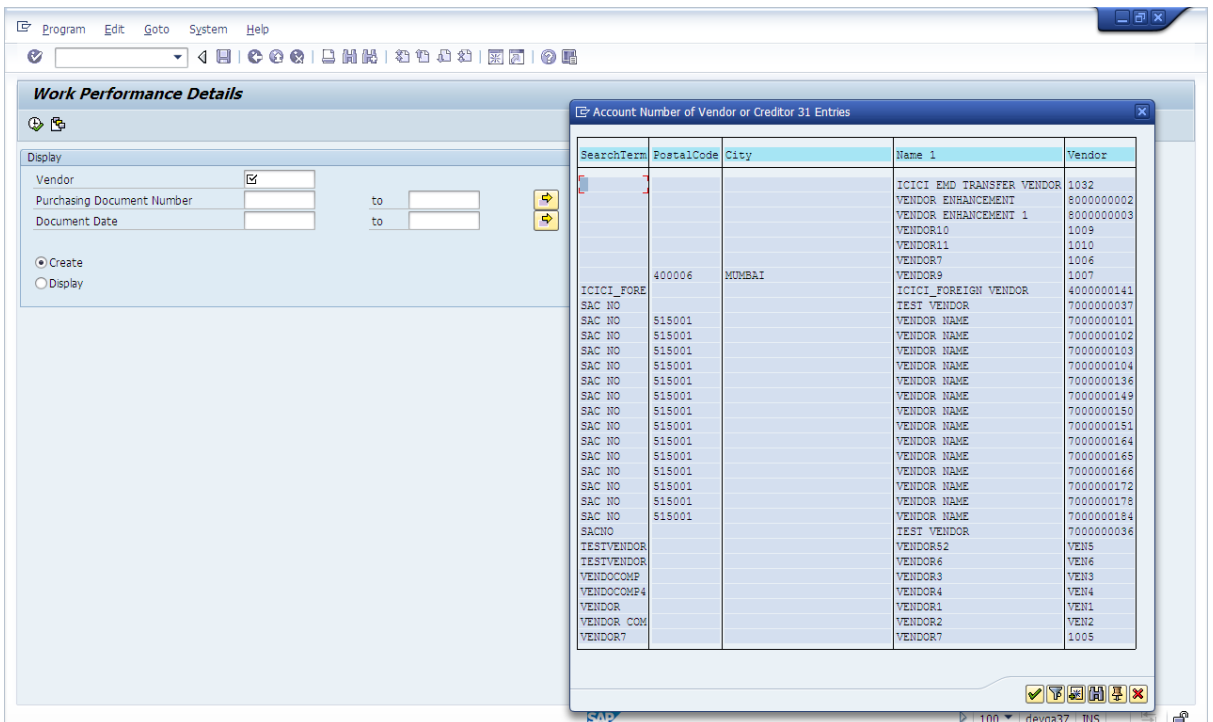 Program Edit Goto System Help
Work Performance Details
Display
Vendor
Purchasing Document Number to
Document Date to
Create
Display
Account Number of Vendor or Creditor 31 Entries
SearchTerm PostalCode City Name 1 Vendor
ICICI EMD TRANSFER VENDOR 1032
VENDOR ENHANCEMENT 8000000002
VENDOR ENHANCEMENT 1 8000000003
VENDOR10 1009
VENDOR11 1010
VENDOR7 1006
400006 MUMBAI VENDOR9 1007
ICICI_FORE ICICI_FOREIGN VENDOR 4000000141
SAC NO TEST VENDOR 7000000037
SAC NO 515001 VENDOR NAME 7000000101
SAC NO 515001 VENDOR NAME 7000000102
SAC NO 515001 VENDOR NAME 7000000103
SAC NO 515001 VENDOR NAME 7000000104
SAC NO 515001 VENDOR NAME 7000000136
SAC NO 515001 VENDOR NAME 7000000149
SAC NO 515001 VENDOR NAME 7000000150
SAC NO 515001 VENDOR NAME 7000000151
SAC NO 515001 VENDOR NAME 7000000164
SAC NO 515001 VENDOR NAME 7000000165
SAC NO 515001 VENDOR NAME 7000000166
SAC NO 515001 VENDOR NAME 7000000172
SAC NO 515001 VENDOR NAME 7000000178
SAC NO 515001 VENDOR NAME 7000000184
SACNO TEST VENDOR 7000000036
TESTVENDOR VENDOR52 VEN5
TESTVENDOR VENDOR6 VEN6
VENDOCOMP VENDOR3 VEN3
VENDOCOMP4 VENDOR4 VEN4
VENDOR VENDOR1 VEN1
VENDOR COM VENDOR2 VEN2
VENDOR7 VENDOR7 1005
SAP 100 devga37 INS